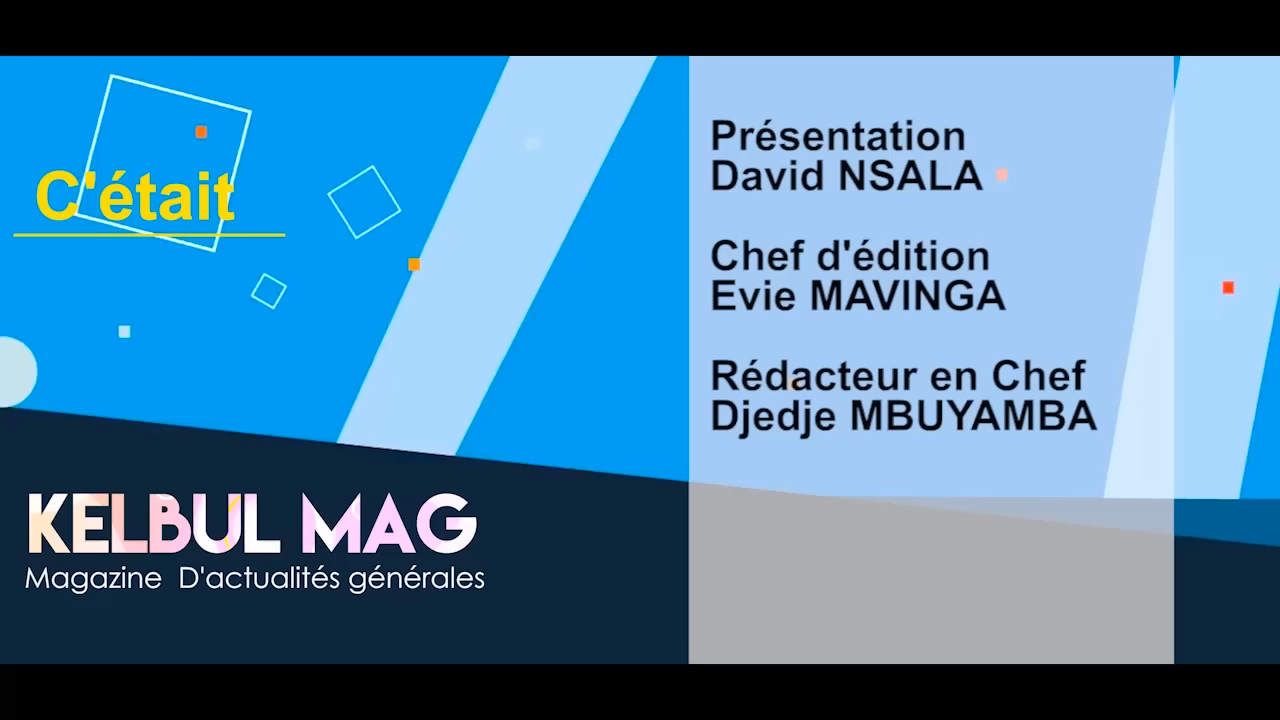 C'était
KELBUL MAG
Magazine D'actualités générales
Présentation
David NSALA
Chef d'édition
Evie MAVINGA
Rédacteur en Chef
Djedje MBUYAMBA